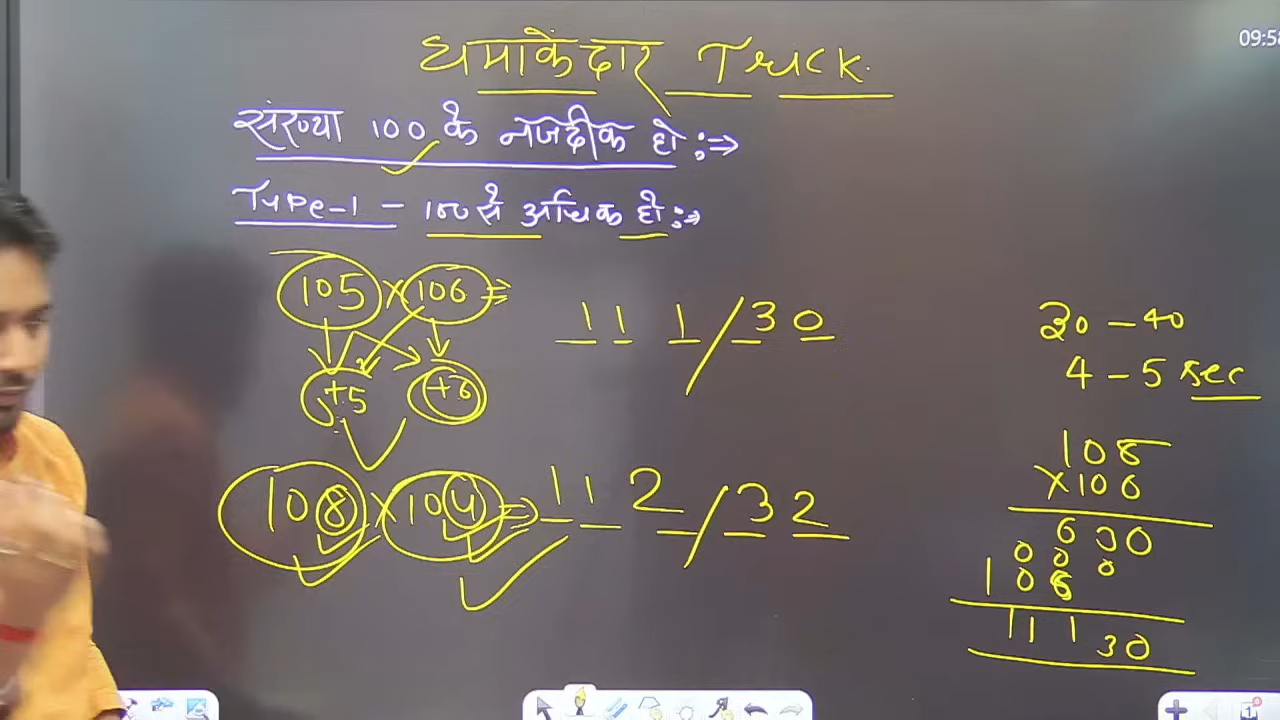 09:58
धमाकेदार Trick.
संख्या 100 के नजदीक हो :→
Type-1 - 100 से अधिक हो :→
105 × 106 ⇒ 11 1 / 30
+5 +6
108 × 104 ⇒ 11 2 / 32
30 - 40
4 - 5 sec
105
× 106
630
000
105
11130